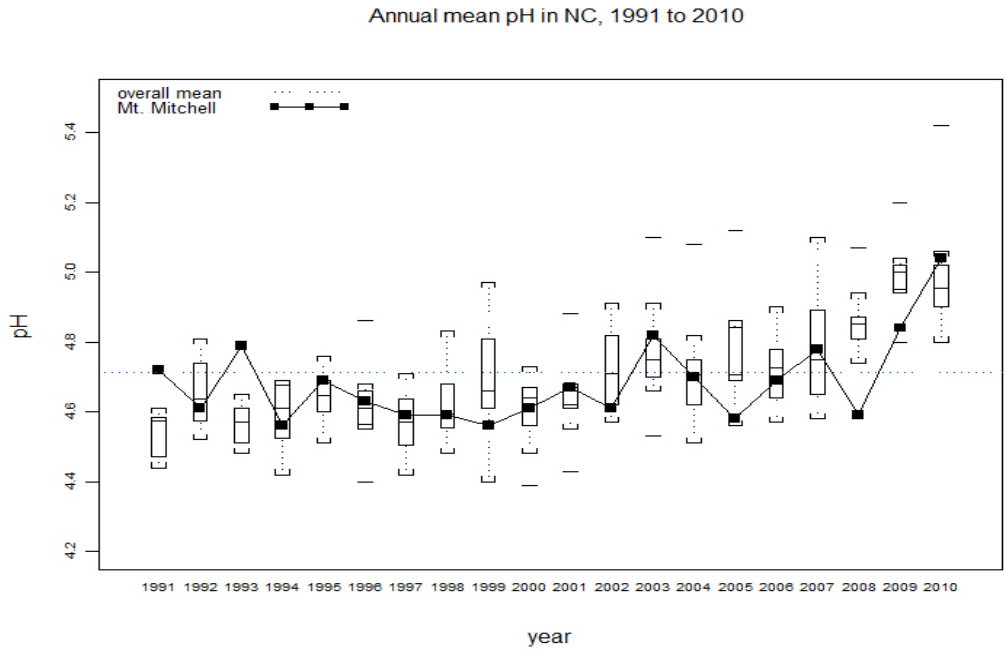 Annual mean pH in NC, 1991 to 2010
overall mean
Mt. Mitchell
5.4
5.2
5.0
4.8
4.6
4.4
4.2
pH
1991 1992 1993 1994 1995 1996 1997 1998 1999 2000 2001 2002 2003 2004 2005 2006 2007 2008 2009 2010
year